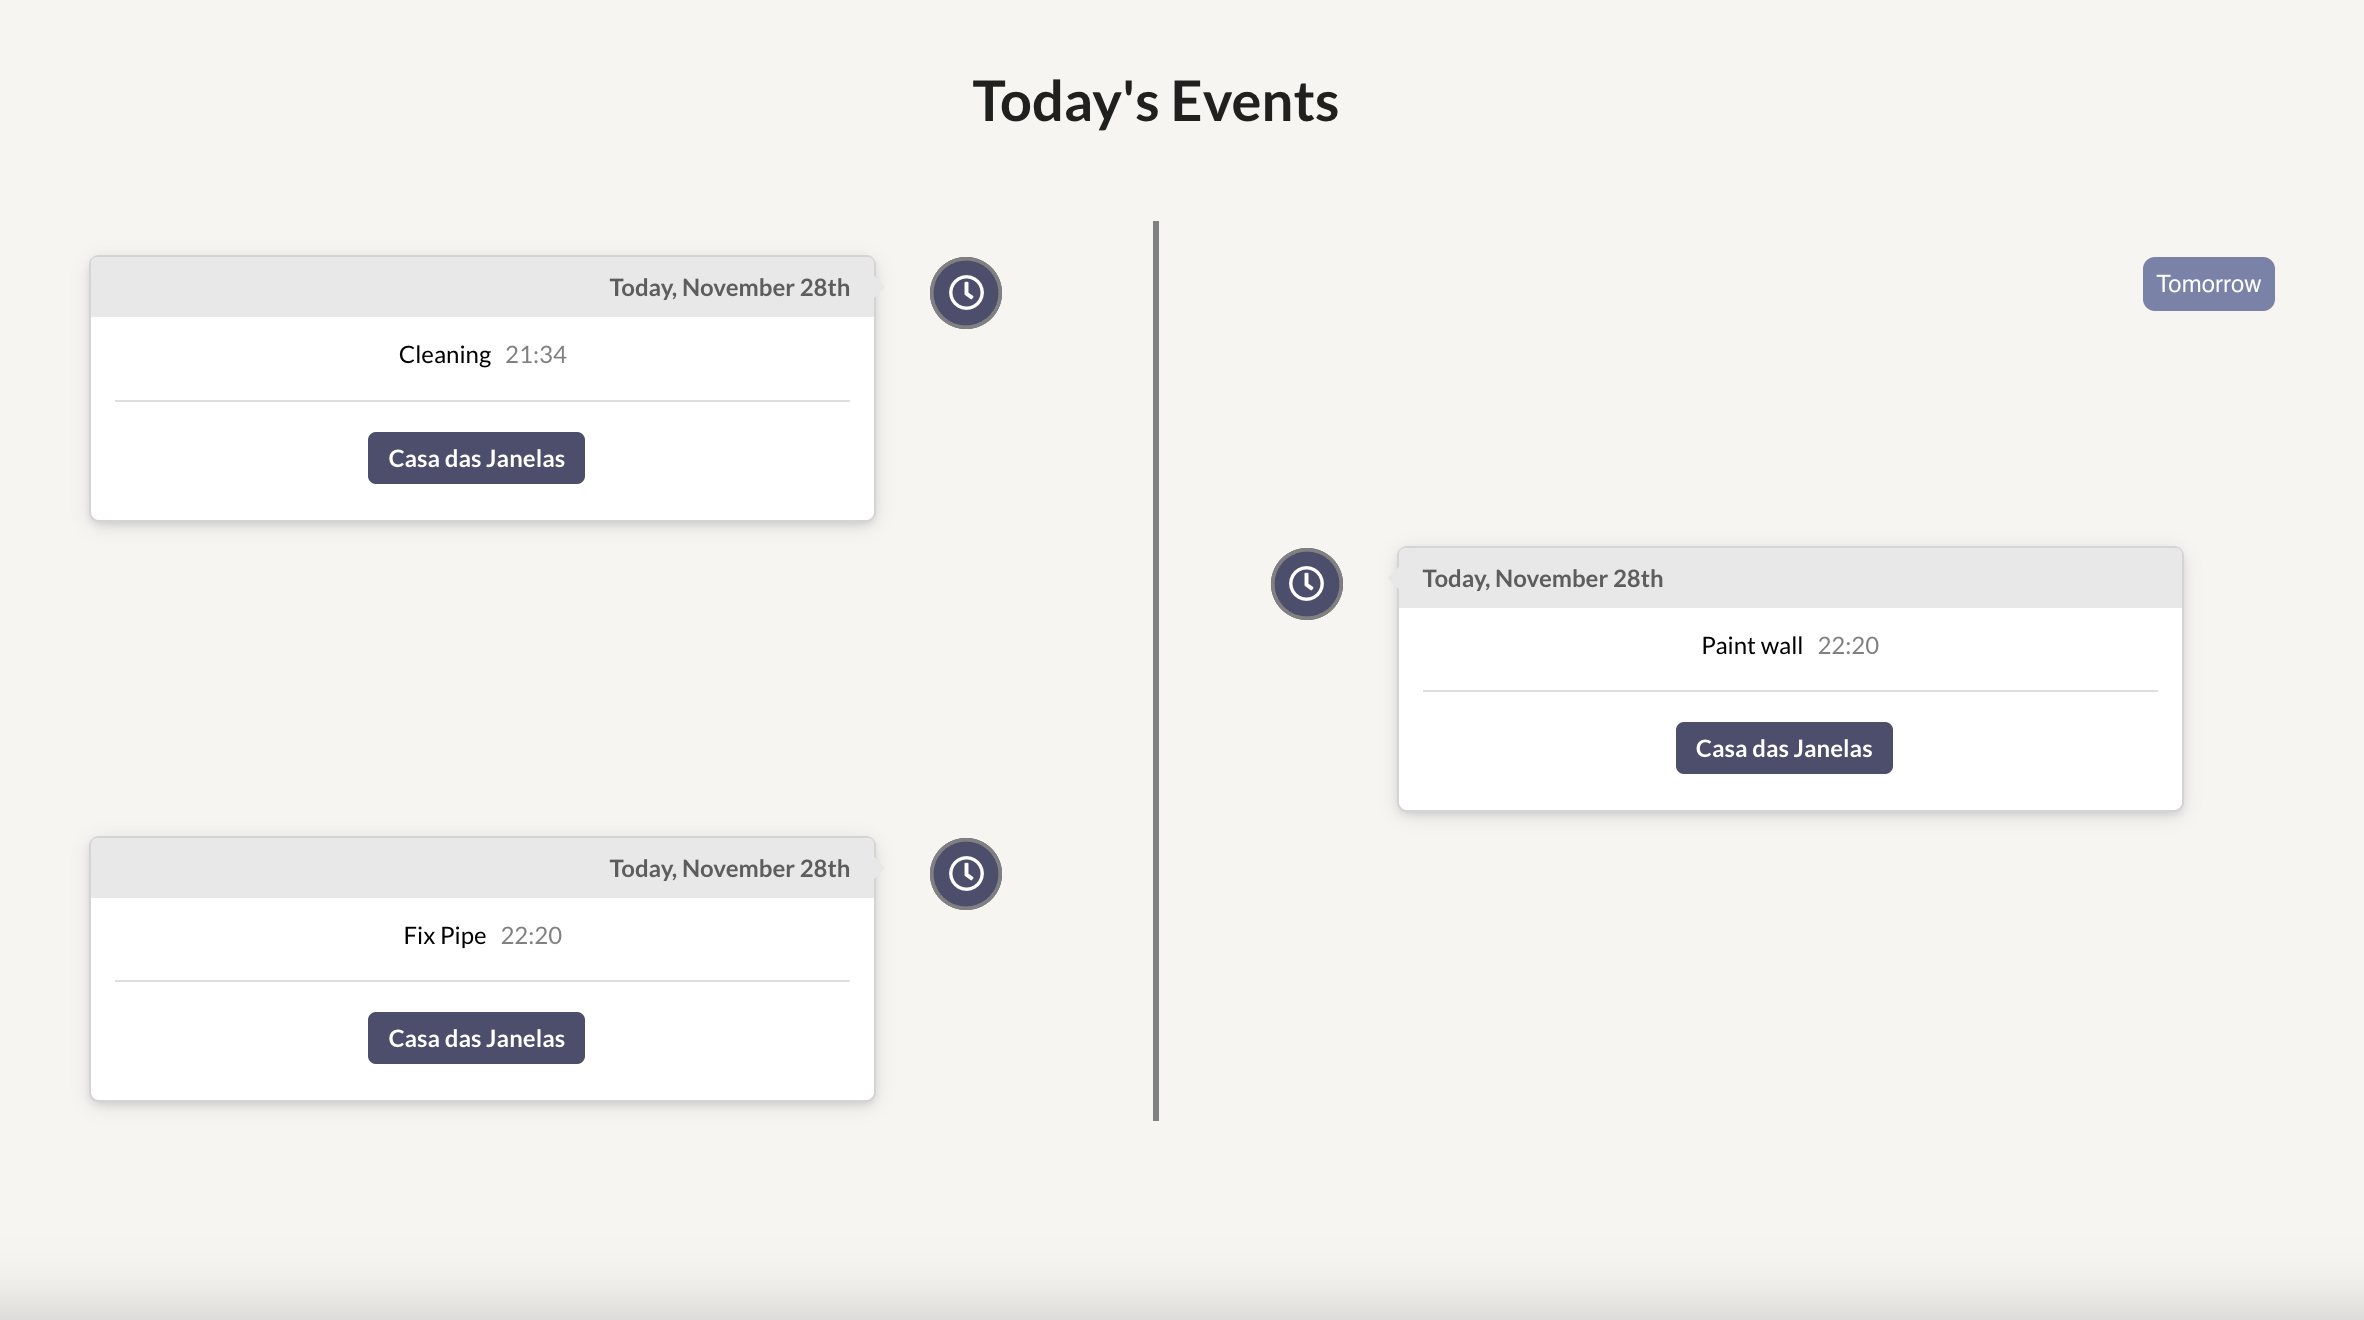 Today's Events
Tomorrow
Today, November 28th
Cleaning 21:34
Casa das Janelas
Today, November 28th
Paint wall 22:20
Casa das Janelas
Today, November 28th
Fix Pipe 22:20
Casa das Janelas